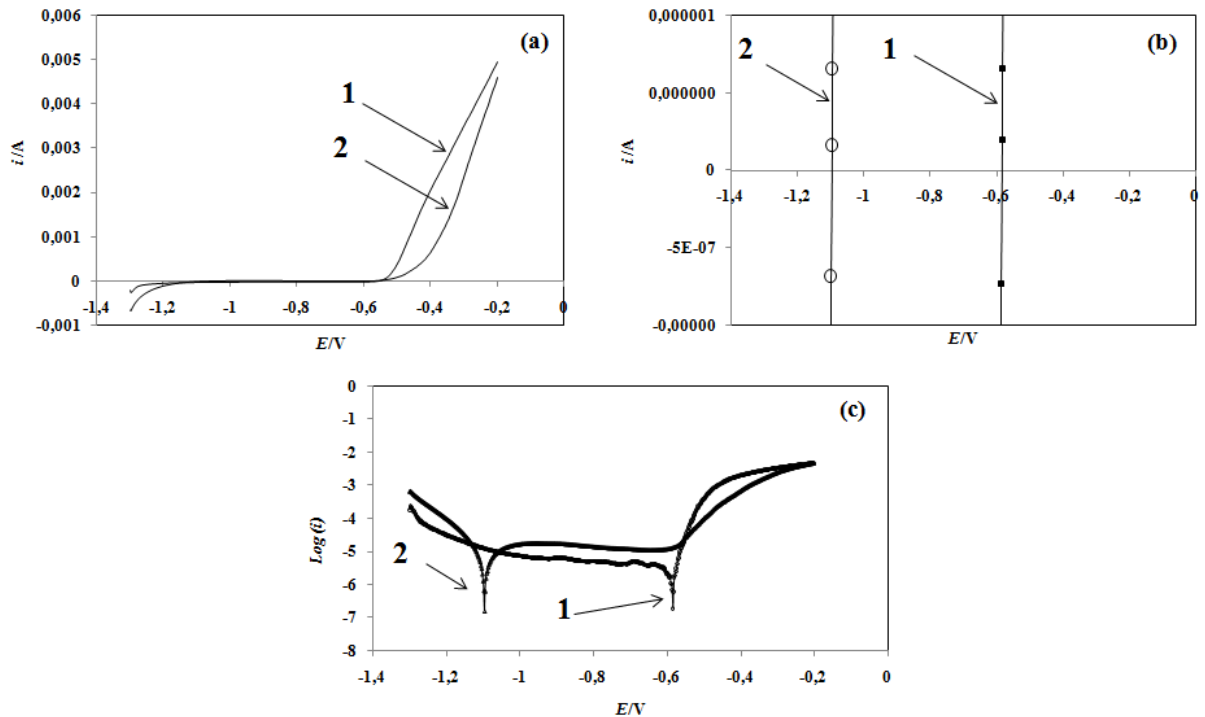 (a)
0,006
0,005
0,004
0,003
0,002
0,001
0
-0,001
i/A
-1,4 -1,2 -1 -0,8 -0,6 -0,4 -0,2 0
E/V
1
2
(b)
0,000001
0,000000
0
-5E-07
-0,00000
i/A
-1,4 -1,2 -1 -0,8 -0,6 -0,4 -0,2 0
E/V
2
1
(c)
0
-1
-2
-3
-4
-5
-6
-7
-8
Log (i)
-1,4 -1,2 -1 -0,8 -0,6 -0,4 -0,2 0
E/V
2
1